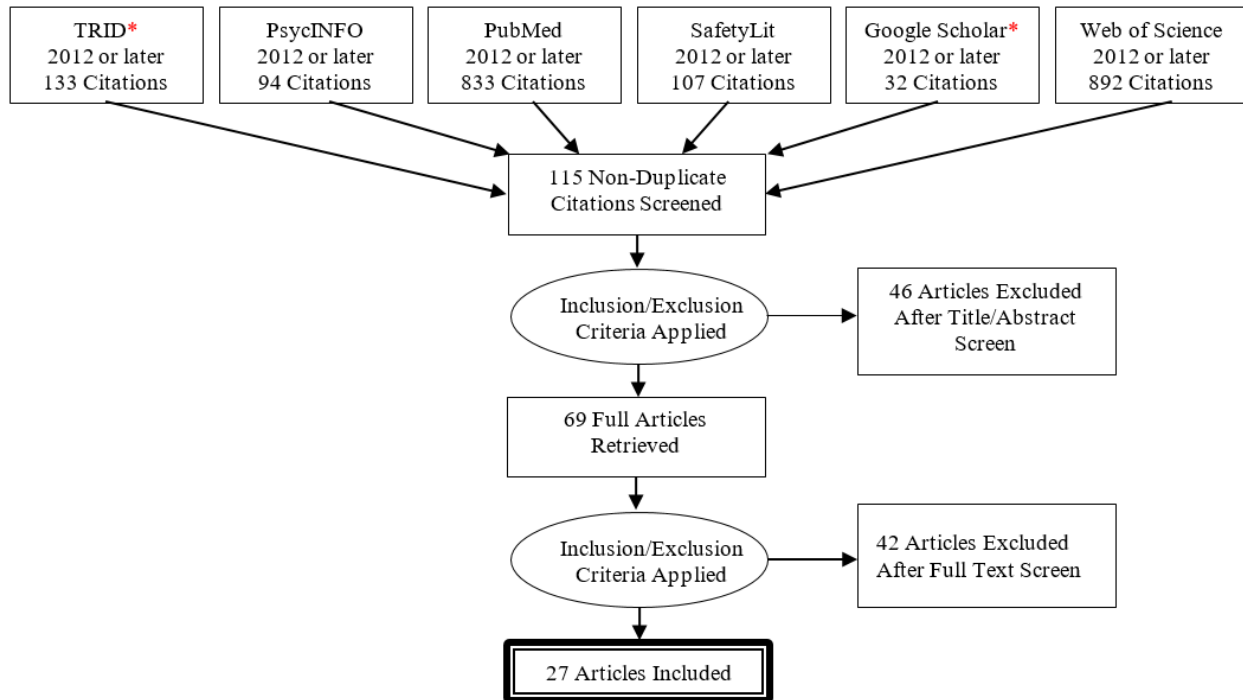 TRID*
2012 or later
133 Citations
PsycINFO
2012 or later
94 Citations
PubMed
2012 or later
833 Citations
SafetyLit
2012 or later
107 Citations
Google Scholar*
2012 or later
32 Citations
Web of Science
2012 or later
892 Citations
115 Non-Duplicate
Citations Screened
Inclusion/Exclusion
Criteria Applied
46 Articles Excluded
After Title/Abstract
Screen
69 Full Articles
Retrieved
Inclusion/Exclusion
Criteria Applied
42 Articles Excluded
After Full Text Screen
27 Articles Included